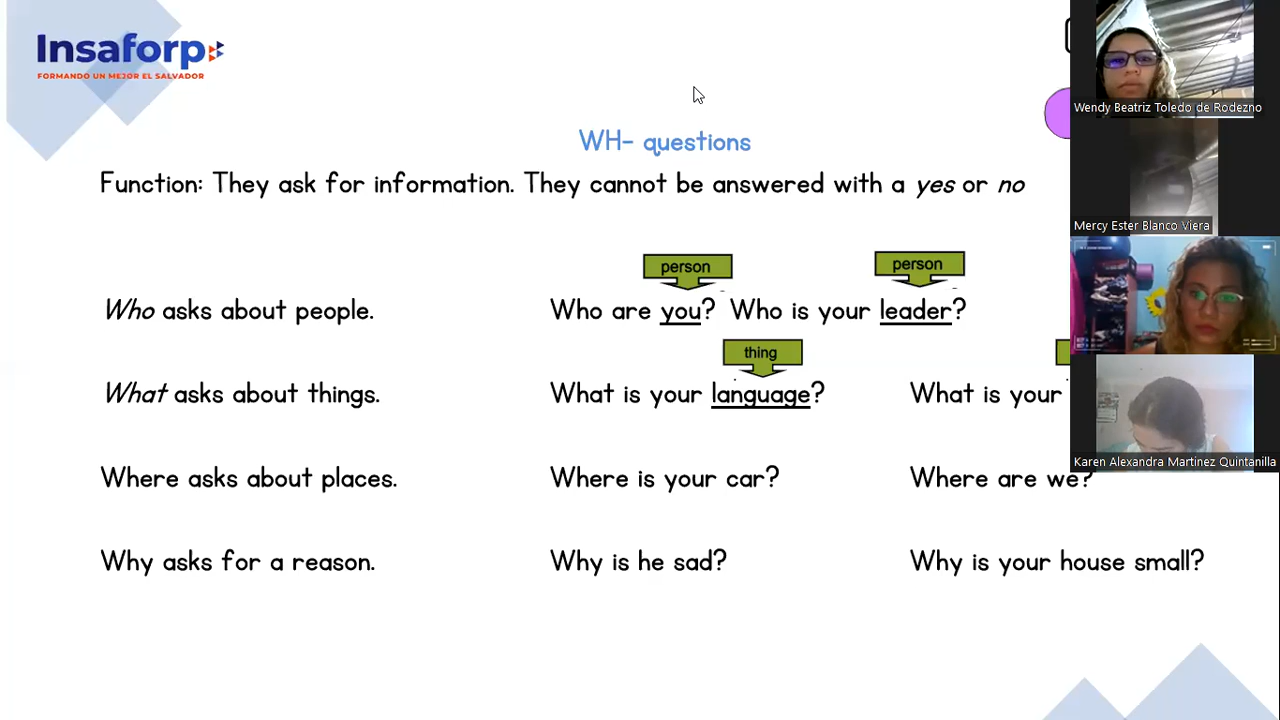 Insaforp
FORMANDO UN MEJOR EL SALVADOR
WH- questions
Function: They ask for information. They cannot be answered with a yes or no
person
person
Who asks about people.
Who are you? Who is your leader?
thing
What asks about things.
What is your language?
What is your
Where asks about places.
Where is your car?
Where are we?
Why asks for a reason.
Why is he sad?
Why is your house small?
Wendy Beatriz Toledo de Rodezno
Mercy Ester Blanco Viera
Karen Alexandra Martinez Quintanilla